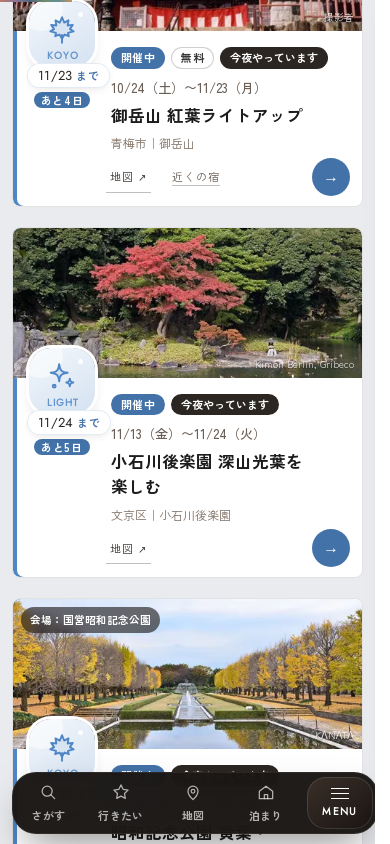 撮影者
KOYO
11/23 まで
あと4日
開催中 無料 今夜やっています
10/24（土）〜11/23（月）
御岳山 紅葉ライトアップ
青梅市｜御岳山
地図 ↗ 近くの宿
→
Kimon Berlin, Gribeco
LIGHT
11/24 まで
あと5日
開催中 今夜やっています
11/13（金）〜11/24（火）
小石川後楽園 深山光葉を
楽しむ
文京区｜小石川後楽園
地図 ↗
→
会場：国営昭和記念公園
KANATA
さがす 行きたい 地図 泊まり MENU